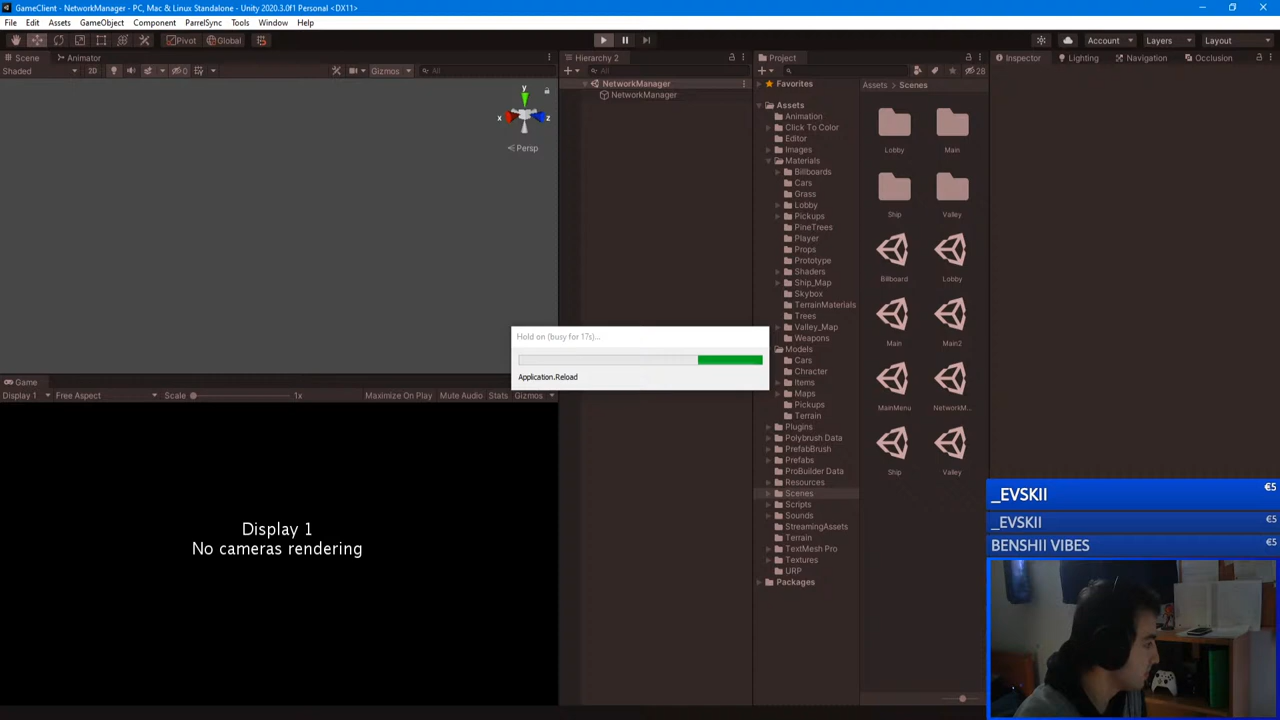 GameClient - NetworkManager - PC, Mac & Linux Standalone - Unity 2020.3.0f1 Personal <DX11>
File Edit Assets GameObject Component ParrelSync Tools Window Help
Pivot Global Account Layers Layout
Scene Animator
Shaded 2D 0 Gizmos All
y
x z
Persp
Game
Display 1 Free Aspect Scale 1x Maximize On Play Mute Audio Stats Gizmos
Display 1
No cameras rendering
Hierarchy 2
All
NetworkManager
NetworkManager
Hold on (busy for 17s)...
Application.Reload
Project
28
Favorites
Assets
Animation
Click To Color
Editor
Images
Materials
Billboards
Cars
Grass
Lobby
Pickups
PineTrees
Player
Props
Prototype
Shaders
Ship_Map
Skybox
TerrainMaterials
Trees
Valley_Map
Weapons
Models
Cars
Chracter
Items
Maps
Pickups
Terrain
Plugins
Polybrush Data
PrefabBrush
Prefabs
ProBuilder Data
Resources
Scenes
Scripts
Sounds
StreamingAssets
Terrain
TextMesh Pro
Textures
URP
Packages
Assets Scenes
Lobby Main
Ship Valley
Billboard Lobby
Main Main2
MainMenu NetworkM...
Ship Valley
Inspector Lighting Navigation Occlusion
_EVSKII €5
_EVSKII €5
BENSHII VIBES €5